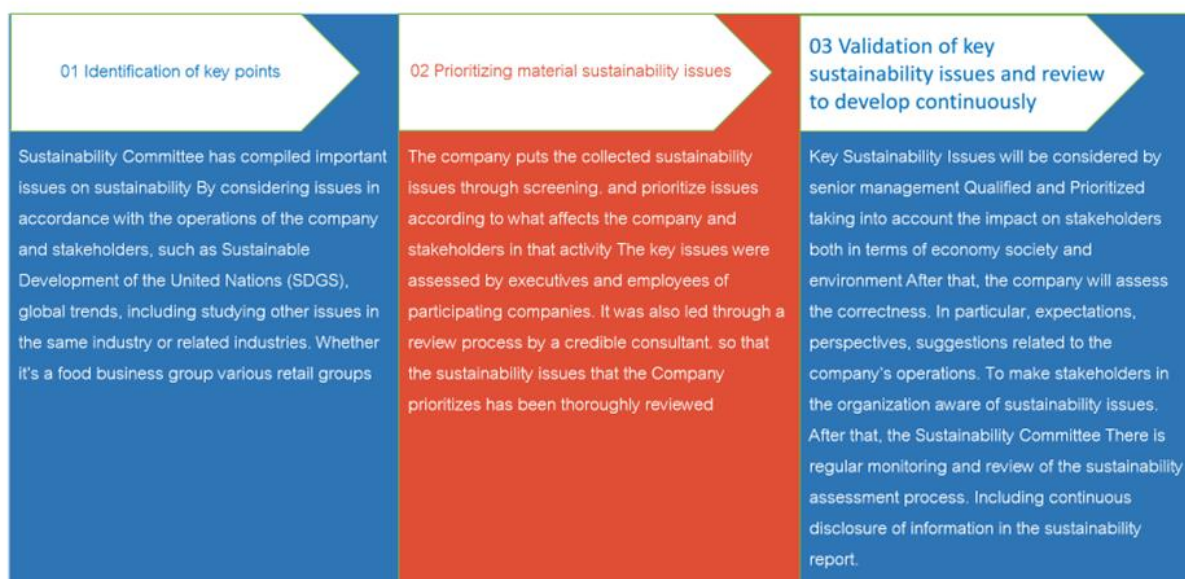 01 Identification of key points
Sustainability Committee has compiled important
issues on sustainability By considering issues in
accordance with the operations of the company
and stakeholders, such as Sustainable
Development of the United Nations (SDGS),
global trends, including studying other issues in
the same industry or related industries. Whether
it's a food business group various retail groups
02 Prioritizing material sustainability issues
The company puts the collected sustainability
issues through screening. and prioritize issues
according to what affects the company and
stakeholders in that activity The key issues were
assessed by executives and employees of
participating companies. It was also led through a
review process by a credible consultant. so that
the sustainability issues that the Company
prioritizes has been thoroughly reviewed
03 Validation of key
sustainability issues and review
to develop continuously
Key Sustainability Issues will be considered by
senior management Qualified and Prioritized
taking into account the impact on stakeholders
both in terms of economy society and
environment After that, the company will assess
the correctness. In particular, expectations,
perspectives, suggestions related to the
company's operations. To make stakeholders in
the organization aware of sustainability issues.
After that, the Sustainability Committee There is
regular monitoring and review of the sustainability
assessment process. Including continuous
disclosure of information in the sustainability
report.